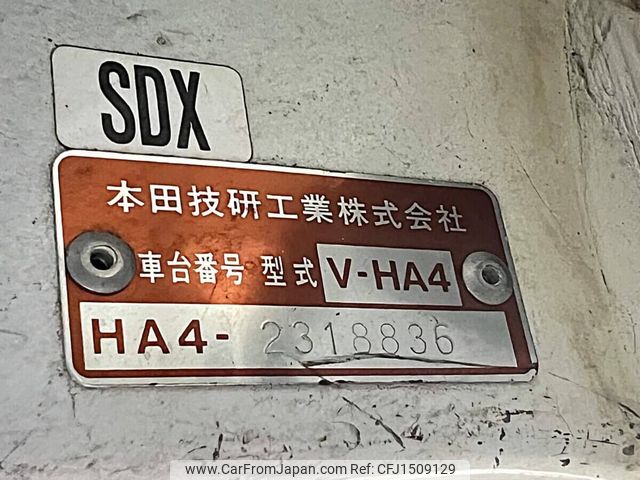 SDX
本田技研工業株式会社
車台番号 型式 V-HA4
HA4- 2318836
www.CarFromJapan.com | Ref: CFJ1509129